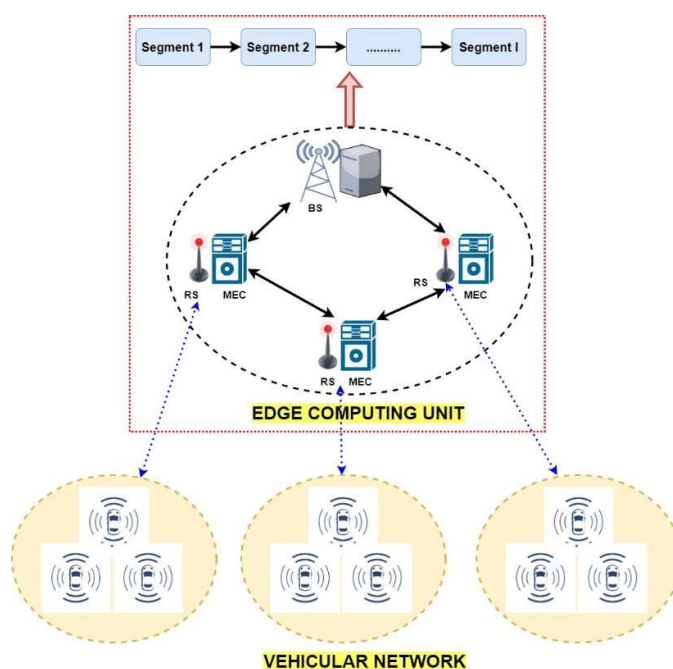 Segment 1
Segment 2
..........
Segment I
BS
RS
MEC
RS
MEC
RS
MEC
EDGE COMPUTING UNIT
VEHICULAR NETWORK